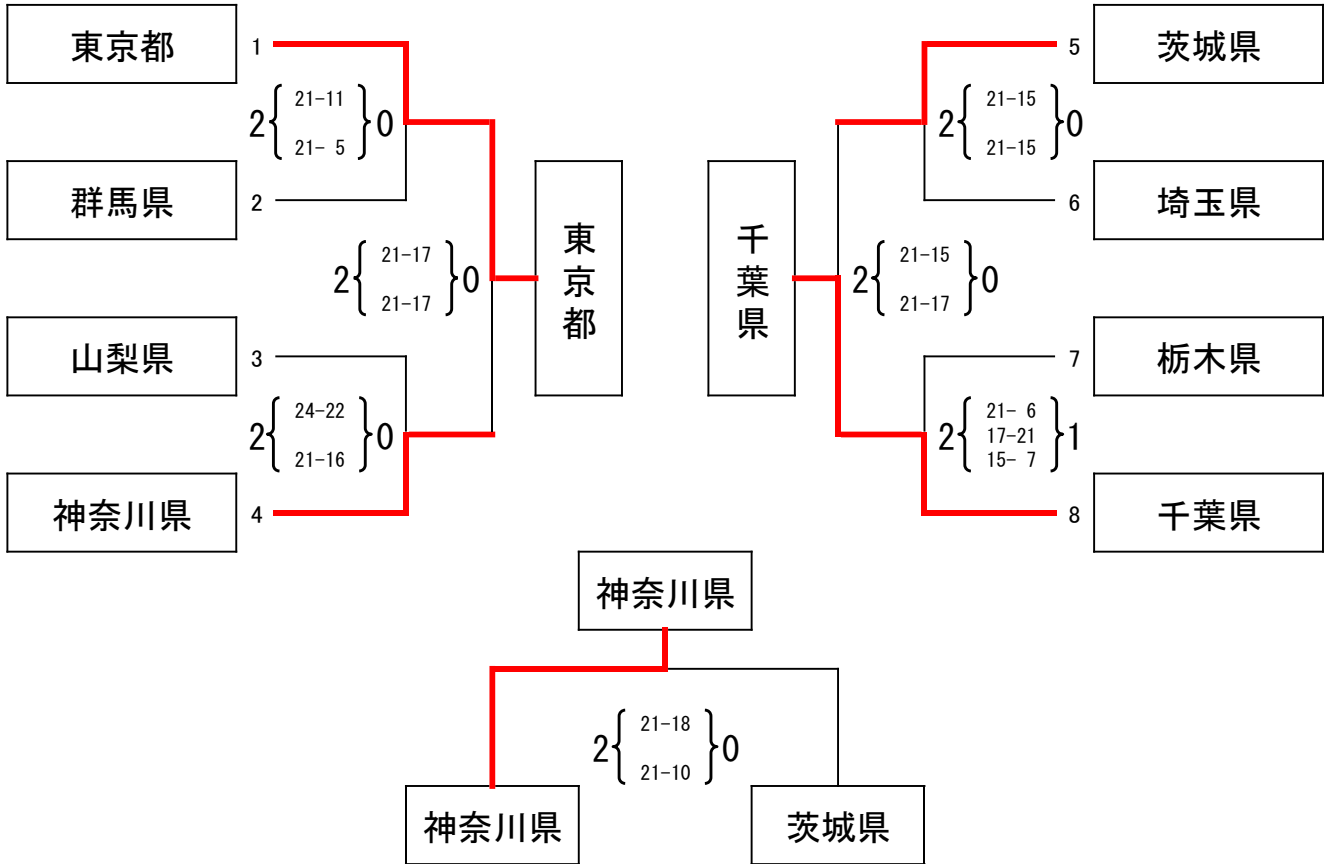 東京都 1
5 茨城県
2 { 21-11 } 0
21- 5
2 { 21-15 } 0
21-15
群馬県 2
6 埼玉県
東京都
千葉県
2 { 21-17 } 0
21-17
2 { 21-15 } 0
21-17
山梨県 3
7 栃木県
2 { 24-22 } 0
21-16
2 { 21- 6
17-21 } 1
15- 7
神奈川県 4
8 千葉県
神奈川県
2 { 21-18 } 0
21-10
神奈川県
茨城県